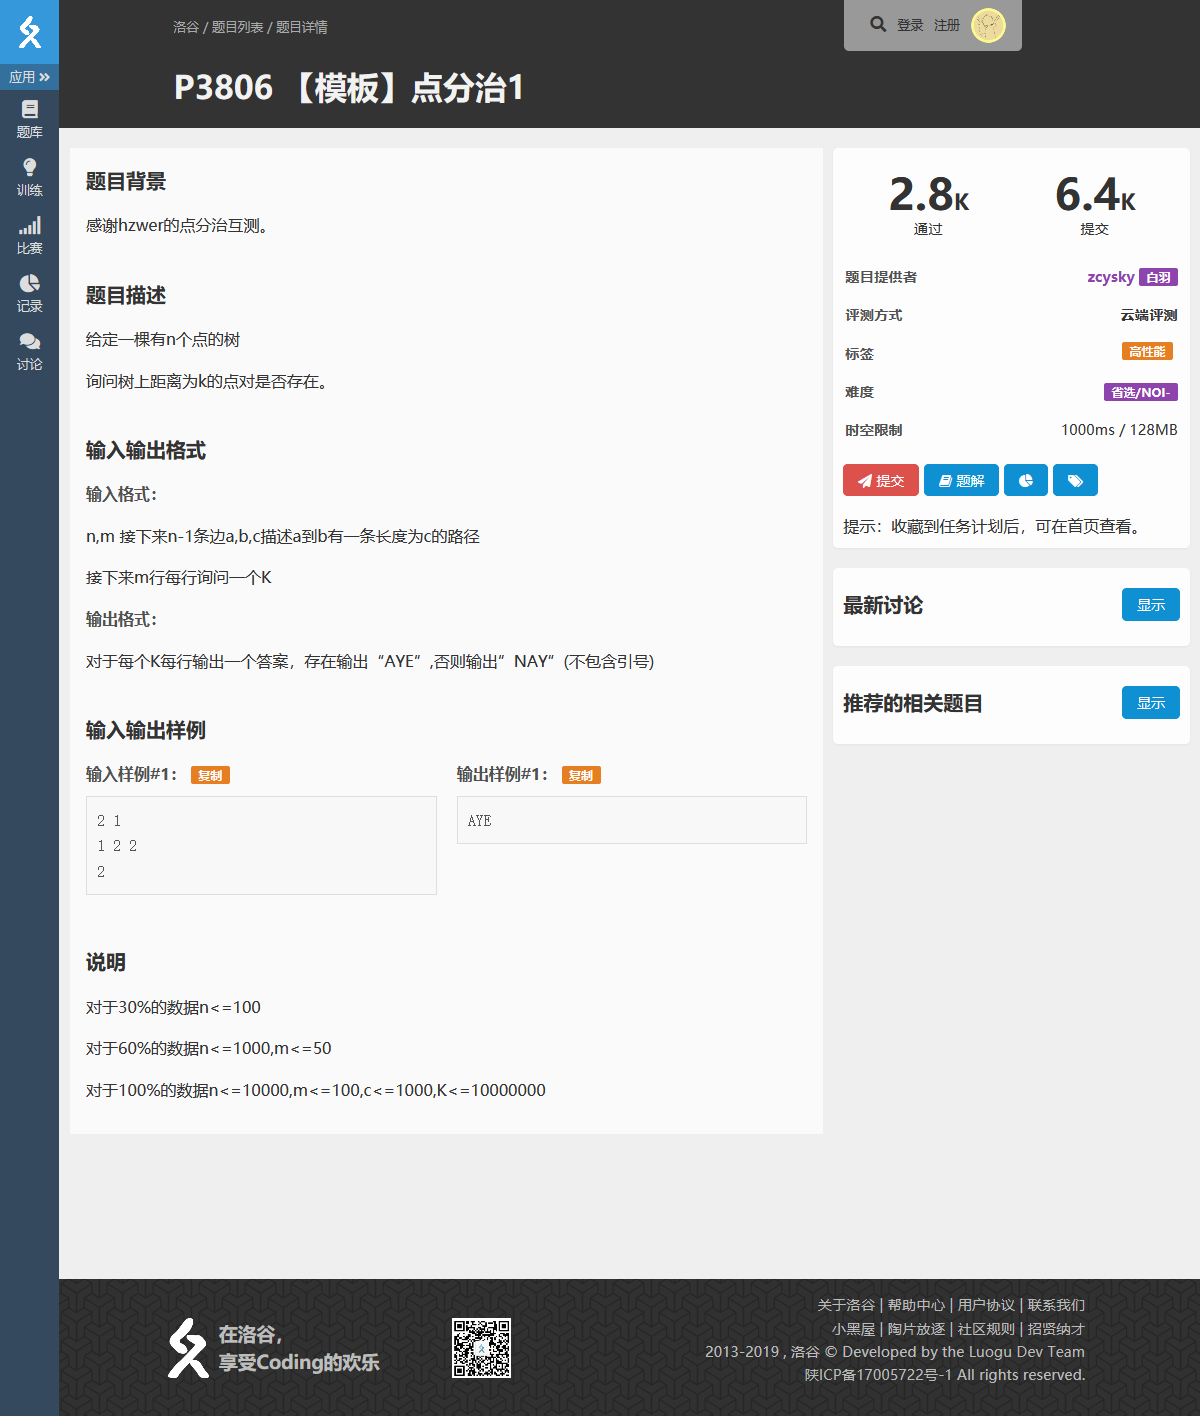 洛谷 / 题目列表 / 题目详情
登录 注册
P3806 【模板】点分治1
应用
题库
训练
比赛
记录
讨论
题目背景
感谢hzwer的点分治互测。
题目描述
给定一棵有n个点的树
询问树上距离为k的点对是否存在。
输入输出格式
输入格式：
n,m 接下来n-1条边a,b,c描述a到b有一条长度为c的路径
接下来m行每行询问一个K
输出格式：
对于每个K每行输出一个答案，存在输出“AYE”,否则输出”NAY“(不包含引号)
输入输出样例
输入样例#1： 复制
2 1
1 2 2
2
输出样例#1： 复制
AYE
说明
对于30%的数据n<=100
对于60%的数据n<=1000,m<=50
对于100%的数据n<=10000,m<=100,c<=1000,K<=10000000
2.8K 6.4K
通过 提交
题目提供者 zcysky 白羽
评测方式 云端评测
标签 高性能
难度 省选/NOI-
时空限制 1000ms / 128MB
提交 题解
提示：收藏到任务计划后，可在首页查看。
最新讨论 显示
推荐的相关题目 显示
在洛谷，
享受Coding的欢乐
关于洛谷 | 帮助中心 | 用户协议 | 联系我们
小黑屋 | 陶片放逐 | 社区规则 | 招贤纳才
2013-2019 , 洛谷 © Developed by the Luogu Dev Team
陕ICP备17005722号-1 All rights reserved.